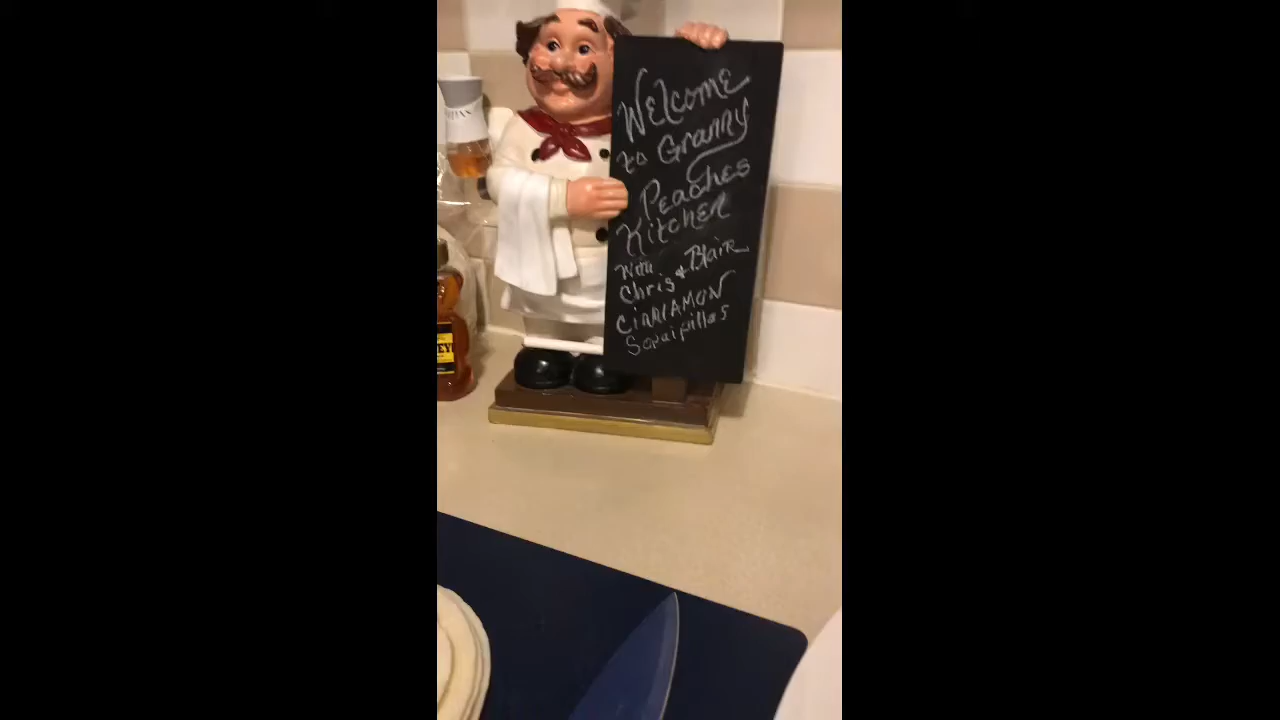 Welcome
to Granny
Peaches
Kitchen
With
Chris & Blair
CinnAMON
Sopaipillas